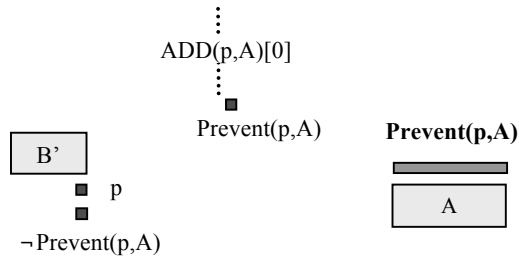 ADD(p,A)[0]
Prevent(p,A)
Prevent(p,A)
B’
A
p
¬Prevent(p,A)